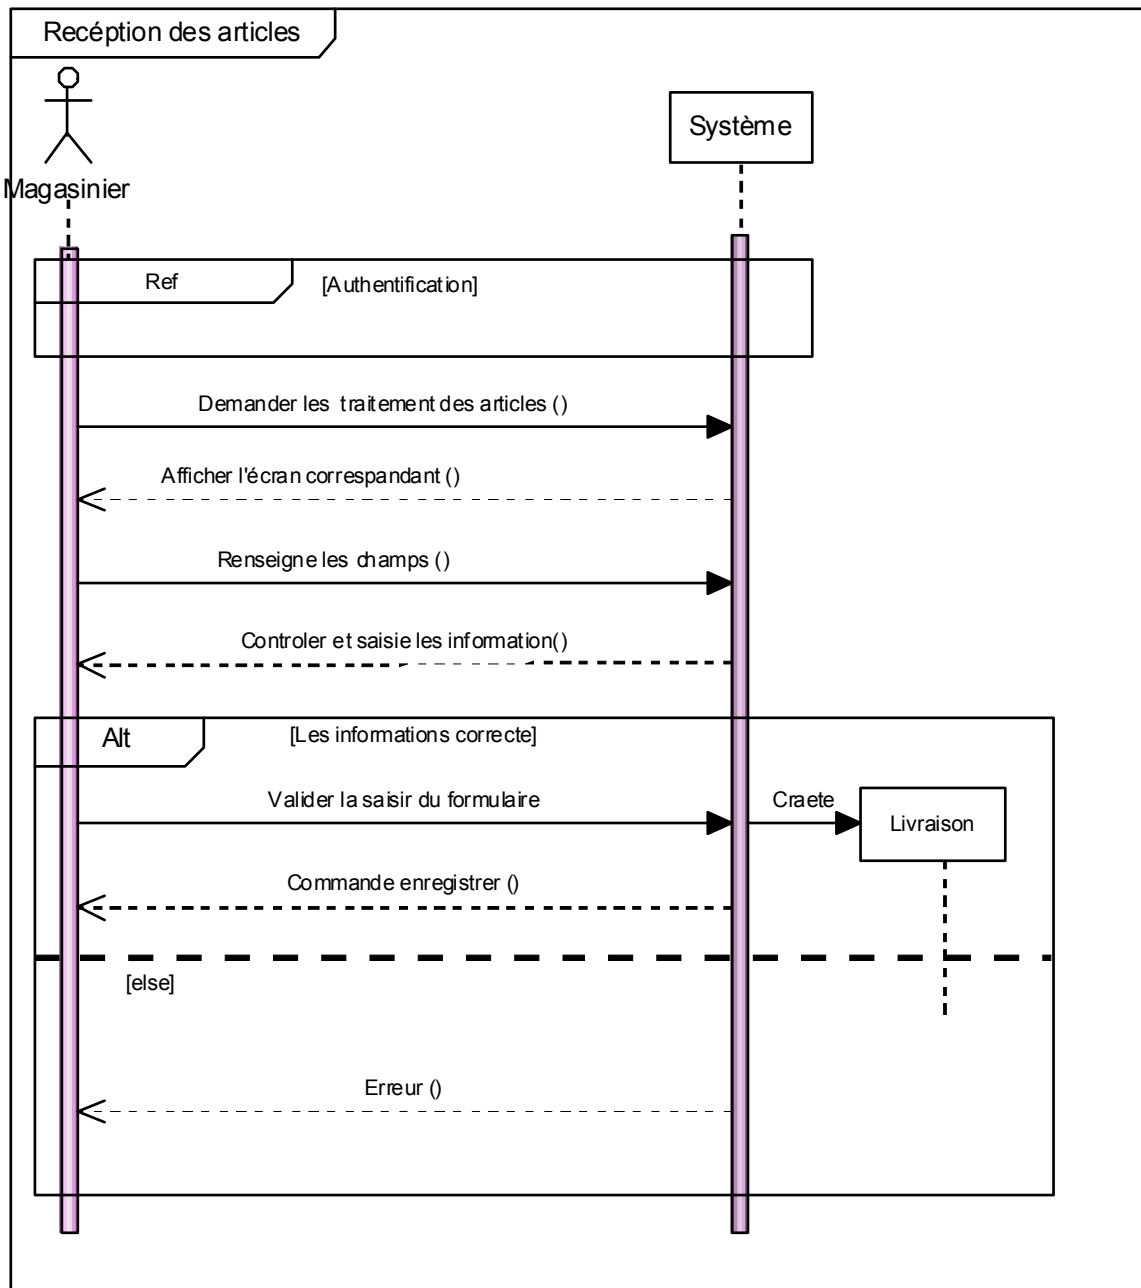 Recéption des articles
Système
Magasinier
Ref
[Authentification]
Demander les traitement des articles ()
Afficher l'écran correspandant ()
Renseigne les champs ()
Controler et saisie les information()
Alt
[Les informations correcte]
Valider la saisir du formulaire
Craete
Livraison
Commande enregistrer ()
[else]
Erreur ()